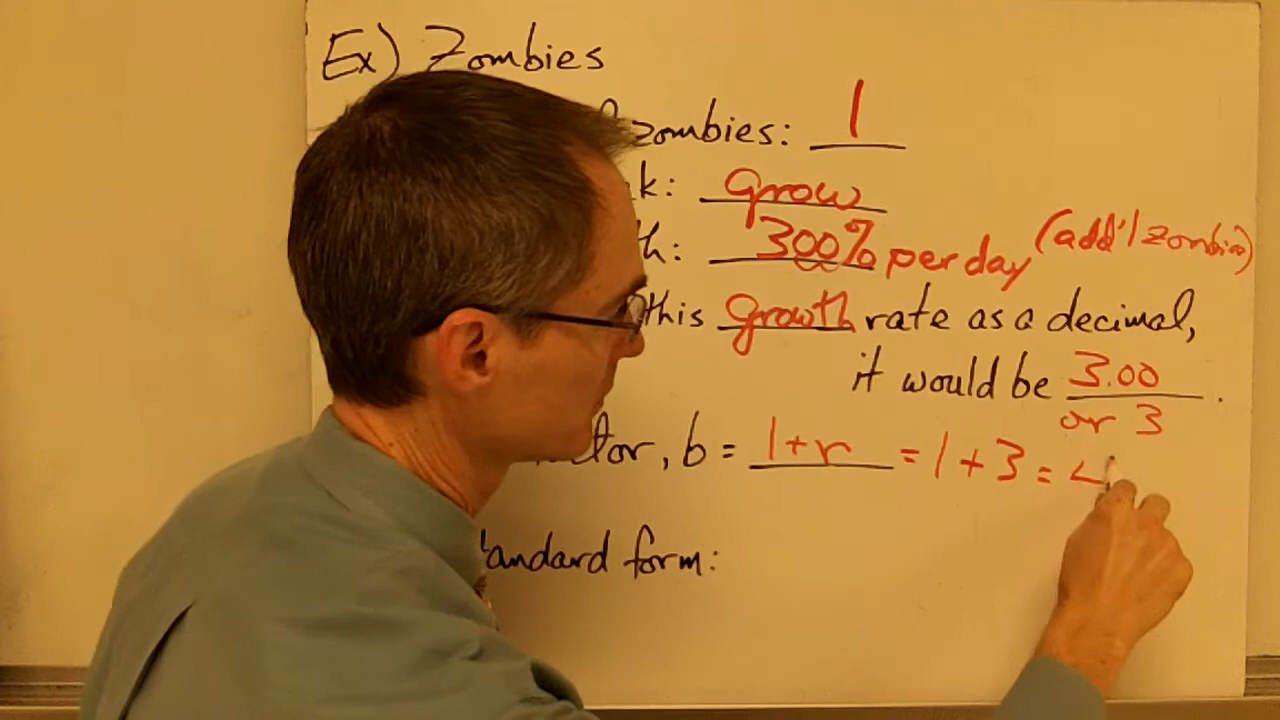 Ex) Zombies
zombies: 1
k: grow
h: 300% per day (add'l zombies)
this growth rate as a decimal,
it would be 3.00 .
or 3
tor, b = 1+r = 1+3 = 4
tandard form: